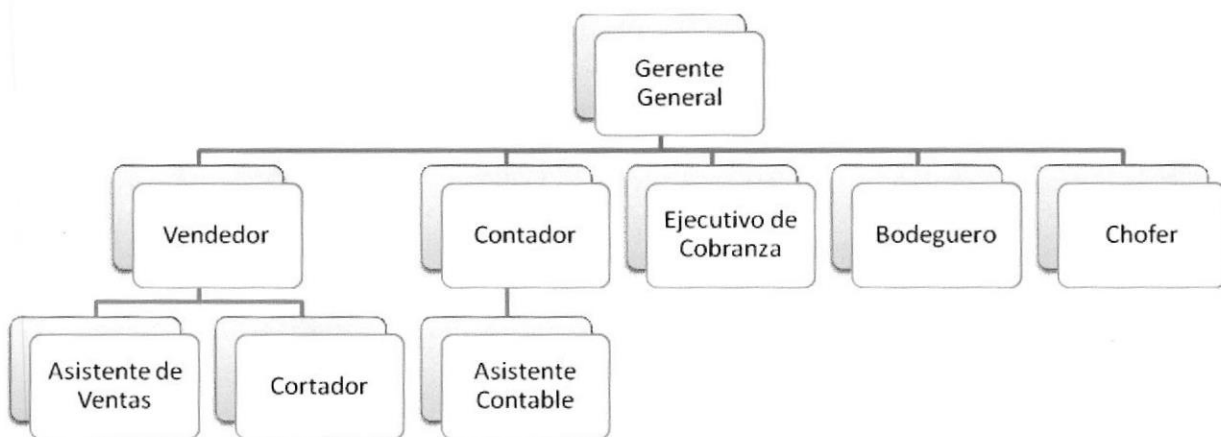 Gerente
General
Vendedor
Contador
Ejecutivo de
Cobranza
Bodeguero
Chofer
Asistente de
Ventas
Cortador
Asistente
Contable